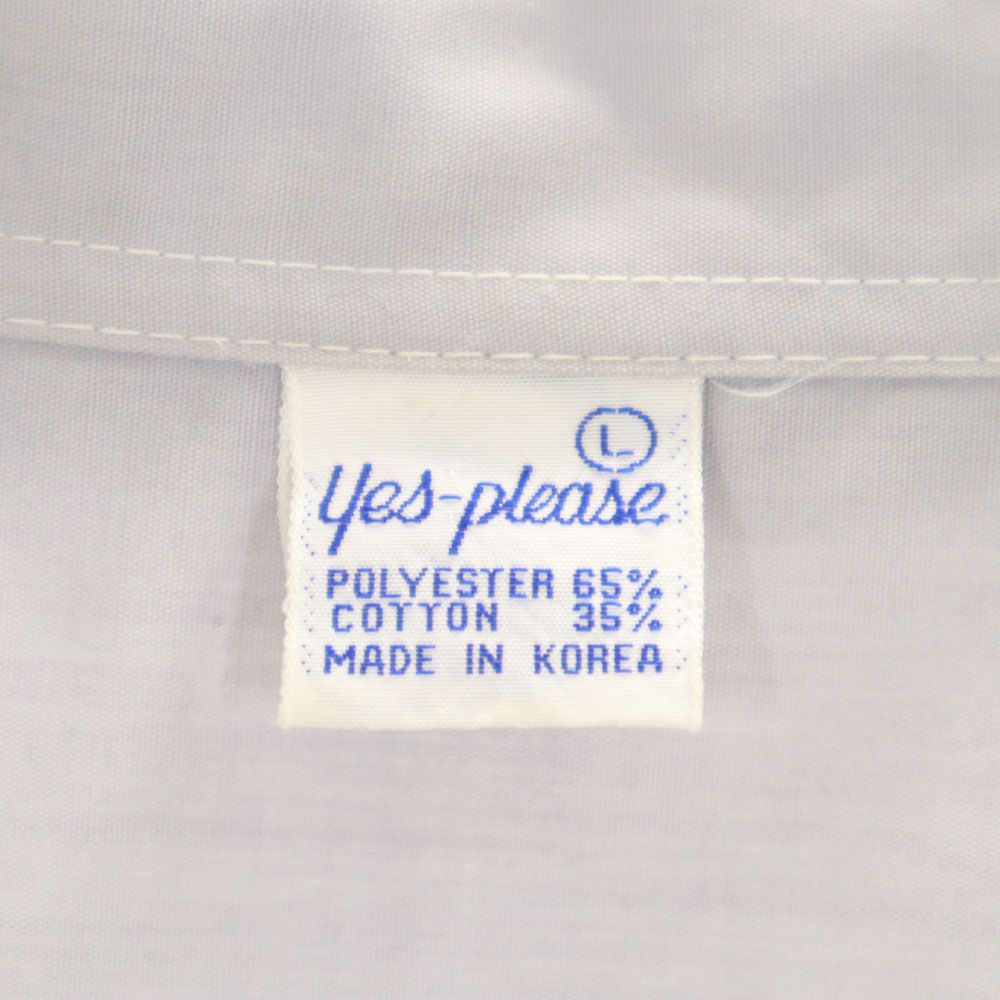 L
Yes-please
POLYESTER 65%
COTTON 35%
MADE IN KOREA